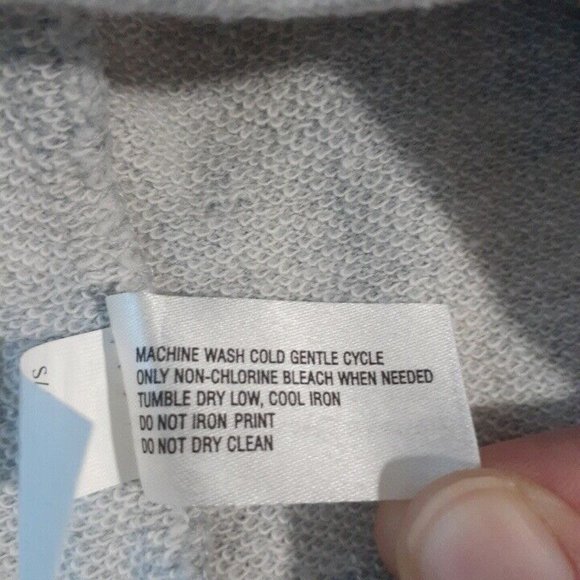 MACHINE WASH COLD GENTLE CYCLE
ONLY NON-CHLORINE BLEACH WHEN NEEDED
TUMBLE DRY LOW, COOL IRON
DO NOT IRON PRINT
DO NOT DRY CLEAN